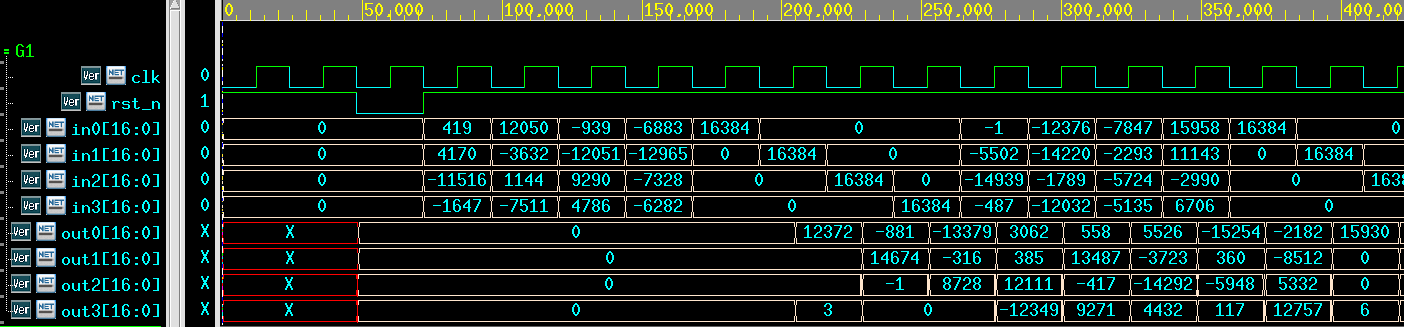 0 50,000 100,000 150,000 200,000 250,000 300,000 350,000 400,000
G1
Ver NET clk 0
Ver NET rst_n 1
Ver NET in0[16:0] 0 0 419 12050 -939 -6883 16384 0 -1 -12376 -7847 15958 16384 0
Ver NET in1[16:0] 0 0 4170 -3632 -12051 -12965 0 16384 0 -5502 -14220 -2293 11143 0 16384
Ver NET in2[16:0] 0 0 -11516 1144 9290 -7328 0 16384 0 -14939 -1789 -5724 -2990 0 1638
Ver NET in3[16:0] 0 0 -1647 -7511 4786 -6282 0 16384 -487 -12032 -5135 6706 0
Ver NET out0[16:0] X X 0 12372 -881 -13379 3062 558 5526 -15254 -2182 15930
Ver NET out1[16:0] X X 0 14674 -316 385 13487 -3723 360 -8512 0
Ver NET out2[16:0] X X 0 -1 8728 12111 -417 -14292 -5948 5332 0
Ver NET out3[16:0] X X 0 3 0 -12349 9271 4432 117 12757 6